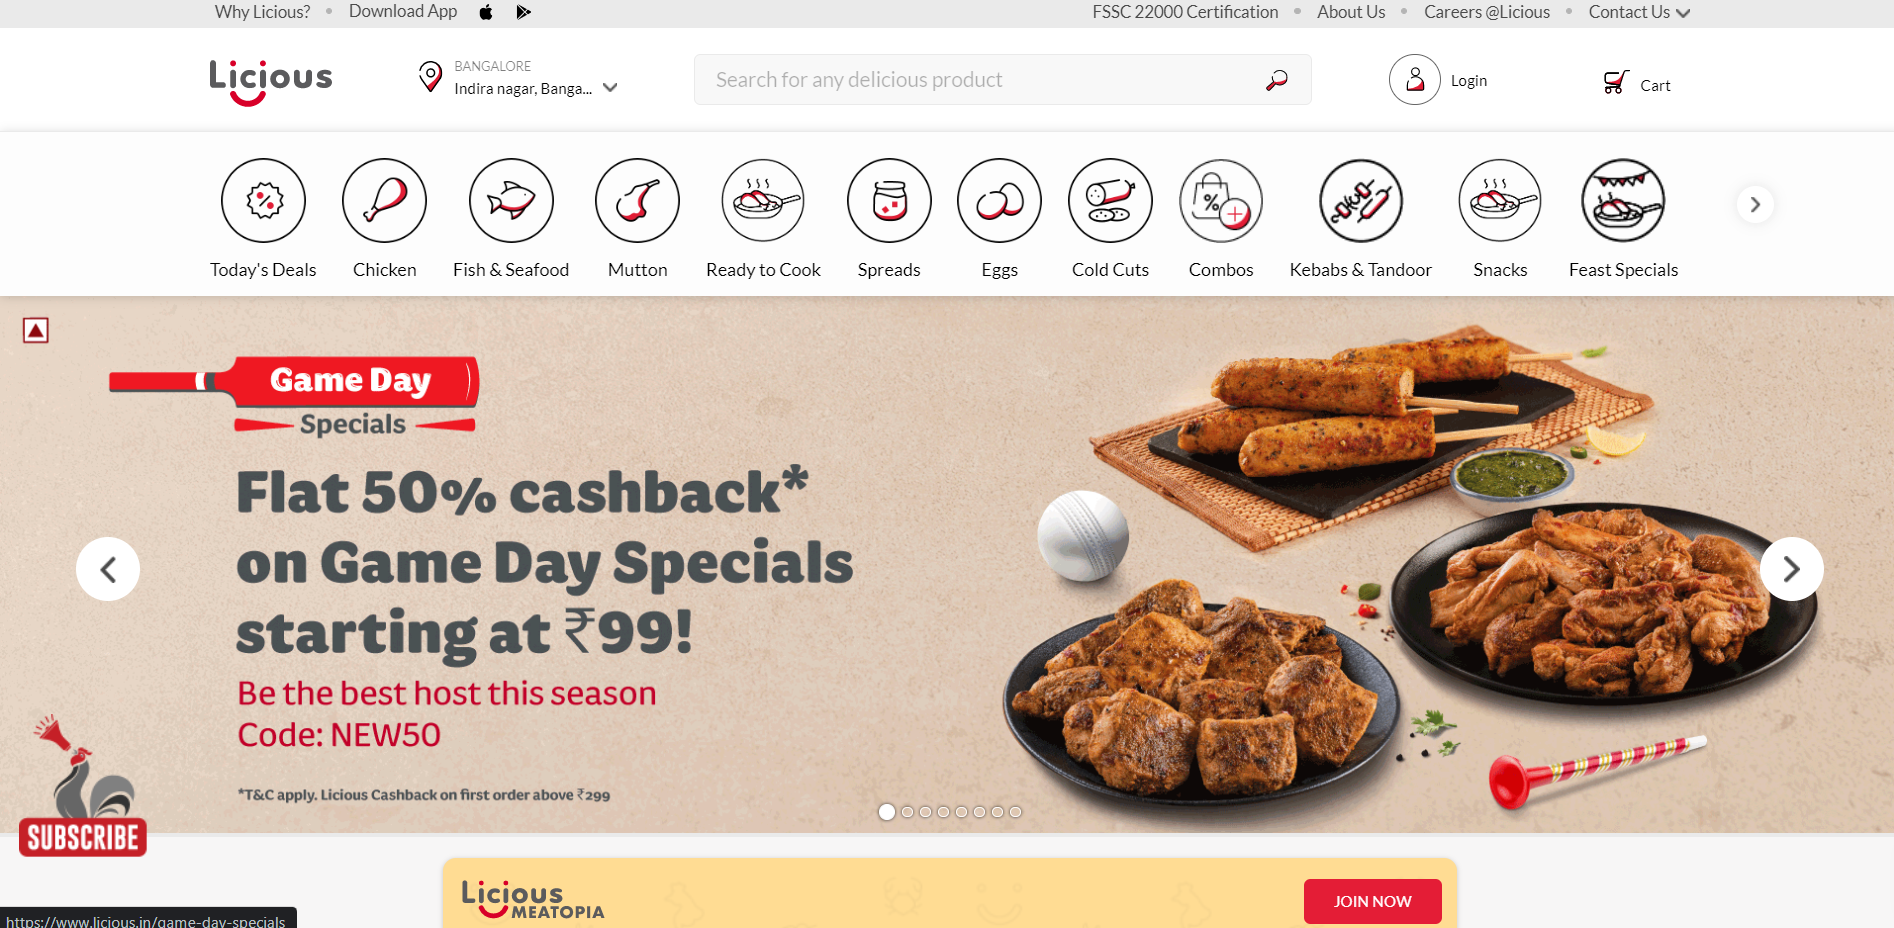 Why Licious? • Download App
FSSC 22000 Certification • About Us • Careers @Licious • Contact Us
Licious
BANGALORE
Indira nagar, Banga...
Search for any delicious product
Login
Cart
Today's Deals
Chicken
Fish & Seafood
Mutton
Ready to Cook
Spreads
Eggs
Cold Cuts
Combos
Kebabs & Tandoor
Snacks
Feast Specials
Game Day
Specials
Flat 50% cashback*
on Game Day Specials
starting at ₹99!
Be the best host this season
Code: NEW50
*T&C apply. Licious Cashback on first order above ₹299
SUBSCRIBE
Licious
MEATOPIA
JOIN NOW
https://www.licious.in/game-day-specials